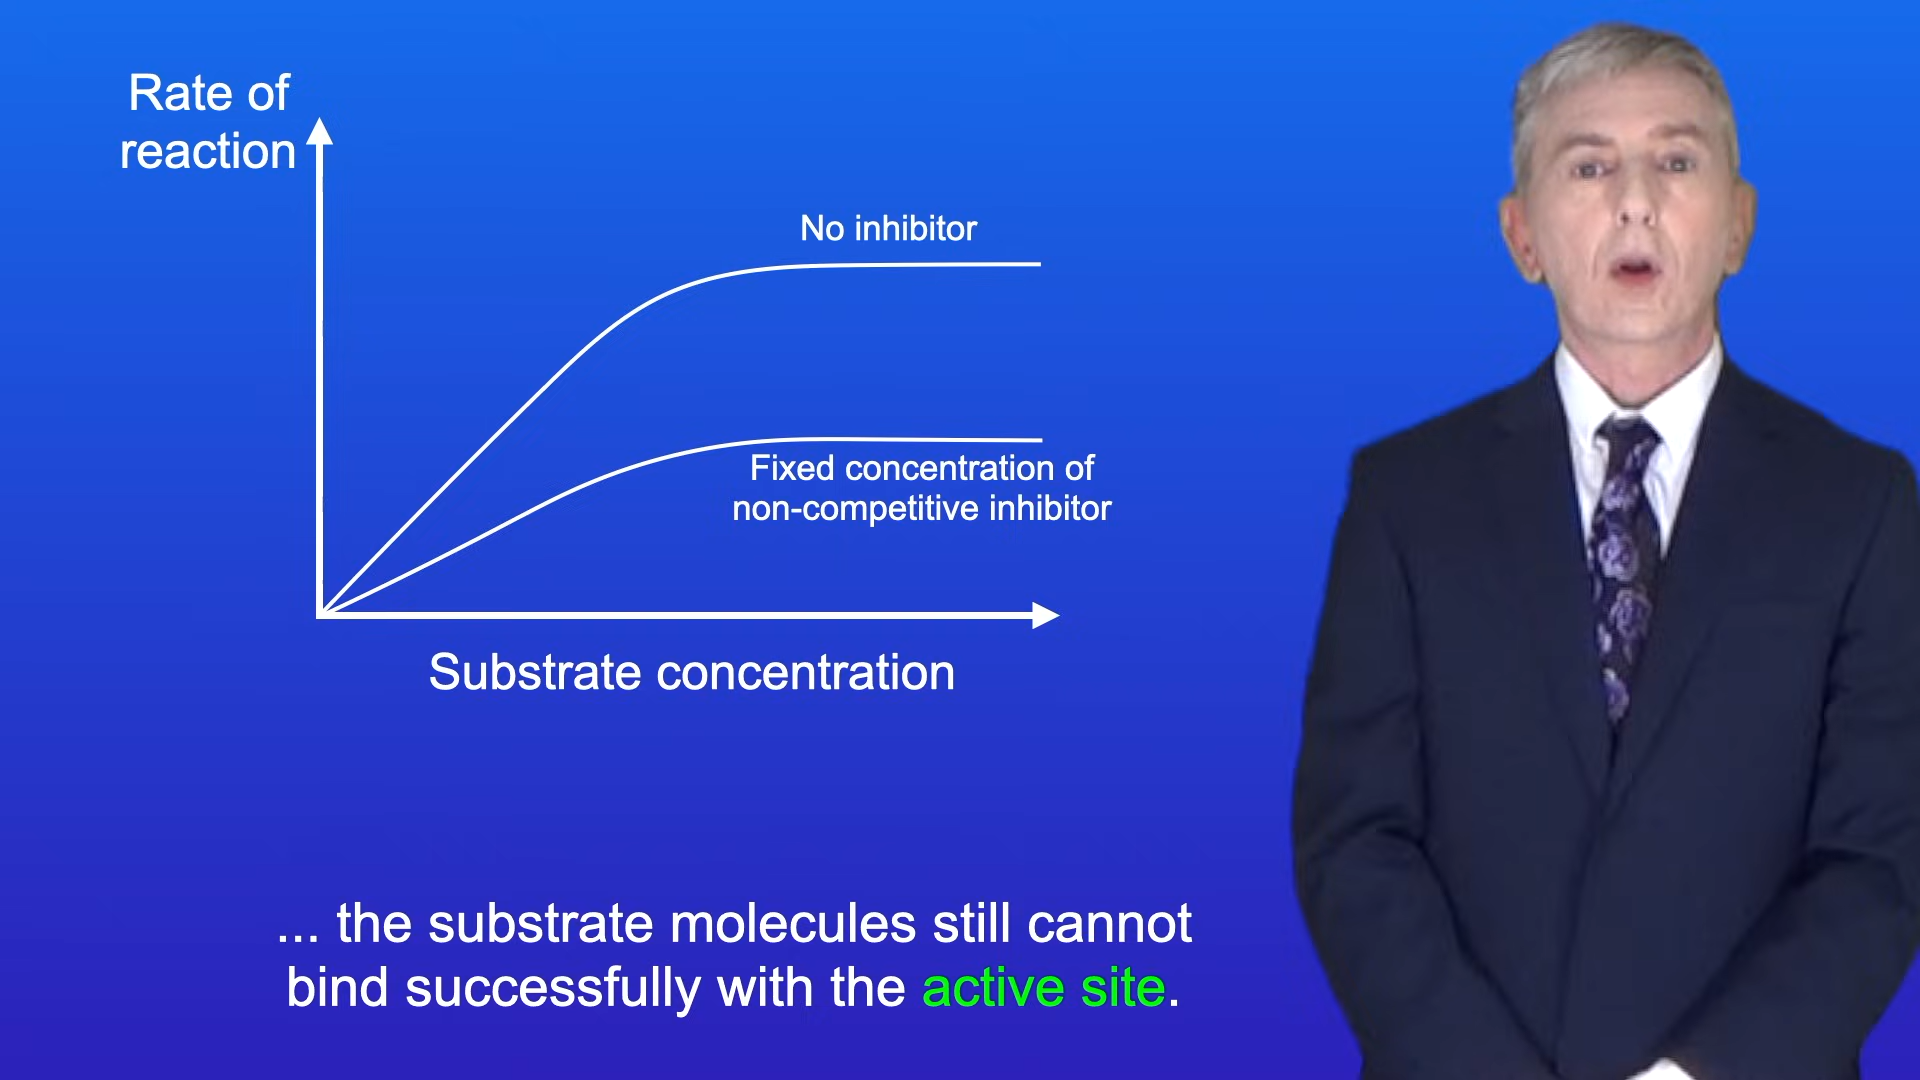 Rate of
reaction
No inhibitor
Fixed concentration of
non-competitive inhibitor
Substrate concentration
... the substrate molecules still cannot
bind successfully with the active site.